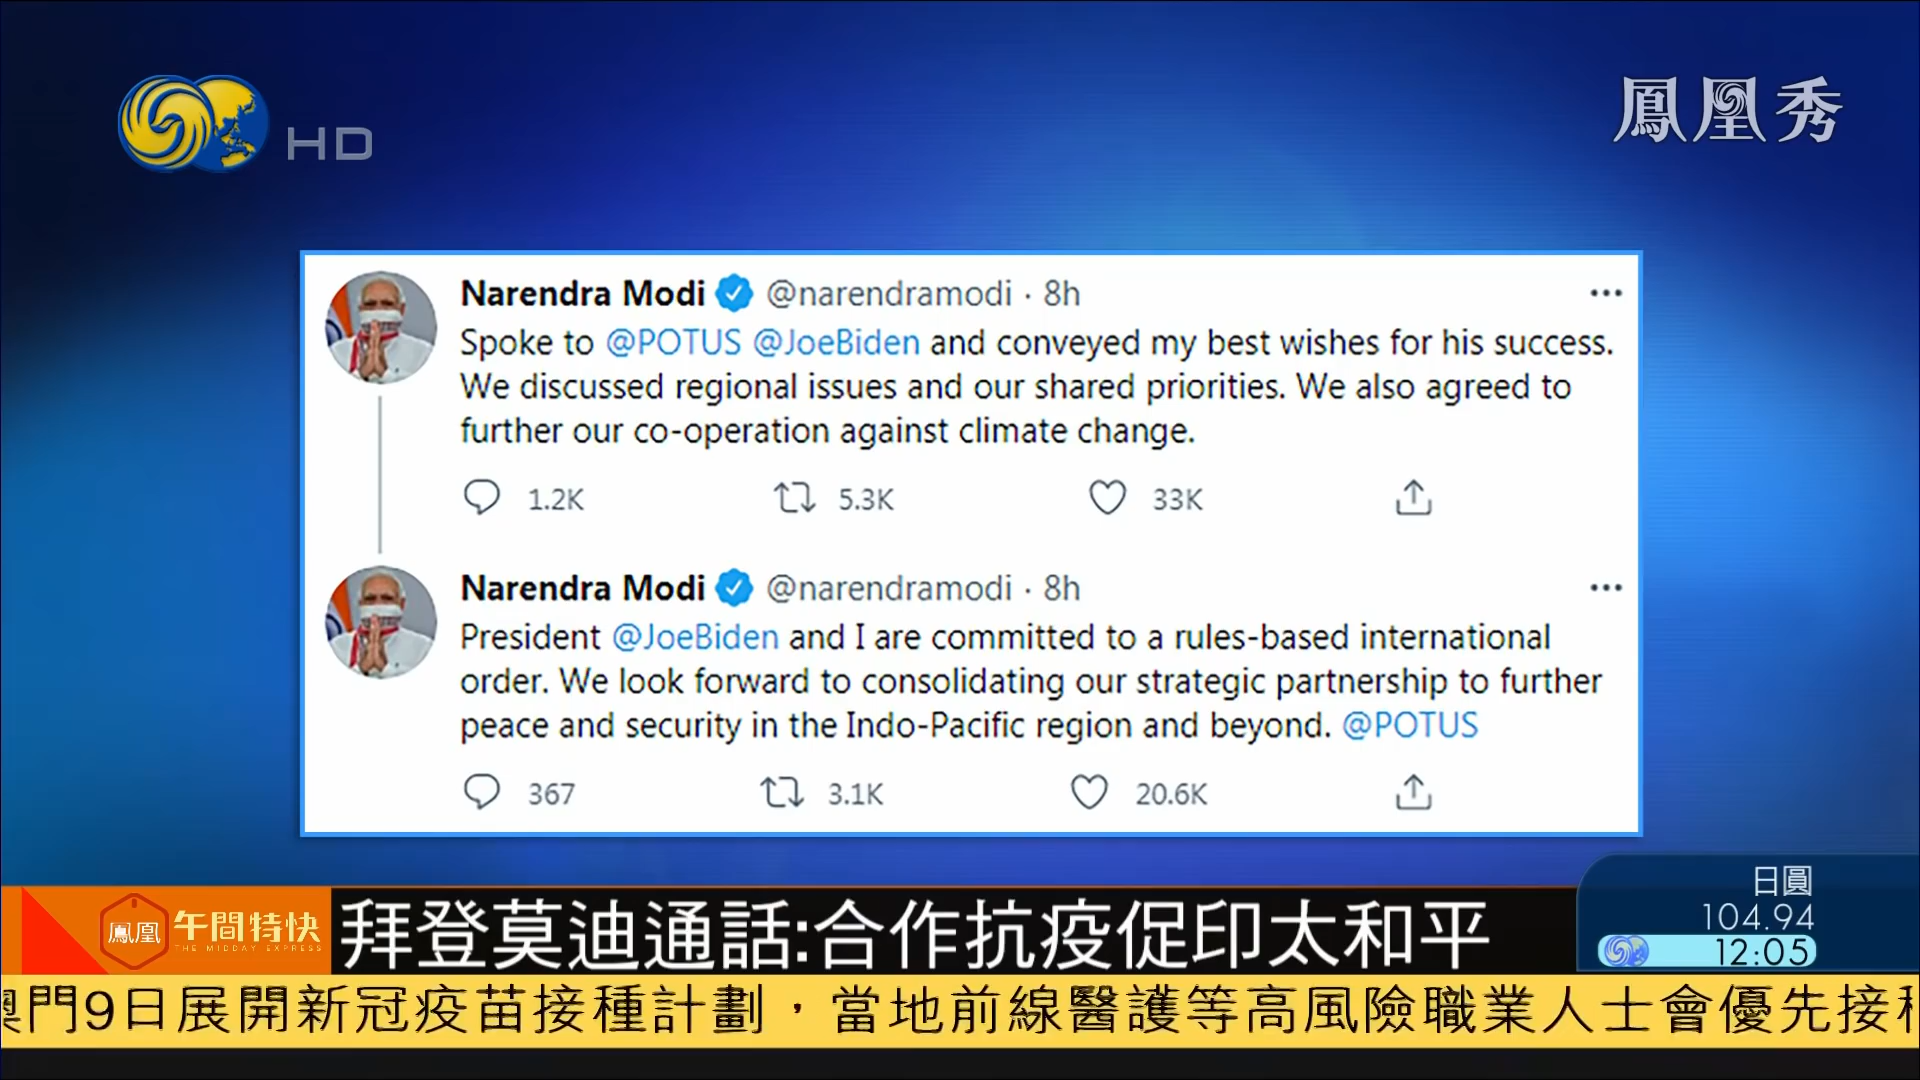 HD
鳳凰秀
Narendra Modi @narendramodi · 8h
Spoke to @POTUS @JoeBiden and conveyed my best wishes for his success.
We discussed regional issues and our shared priorities. We also agreed to
further our co-operation against climate change.
1.2K 5.3K 33K
Narendra Modi @narendramodi · 8h
President @JoeBiden and I are committed to a rules-based international
order. We look forward to consolidating our strategic partnership to further
peace and security in the Indo-Pacific region and beyond. @POTUS
367 3.1K 20.6K
日圓
104.94
12:05
鳳凰 午間特快
THE MIDDAY EXPRESS
拜登莫迪通話:合作抗疫促印太和平
門9日展開新冠疫苗接種計劃，當地前線醫護等高風險職業人士會優先接